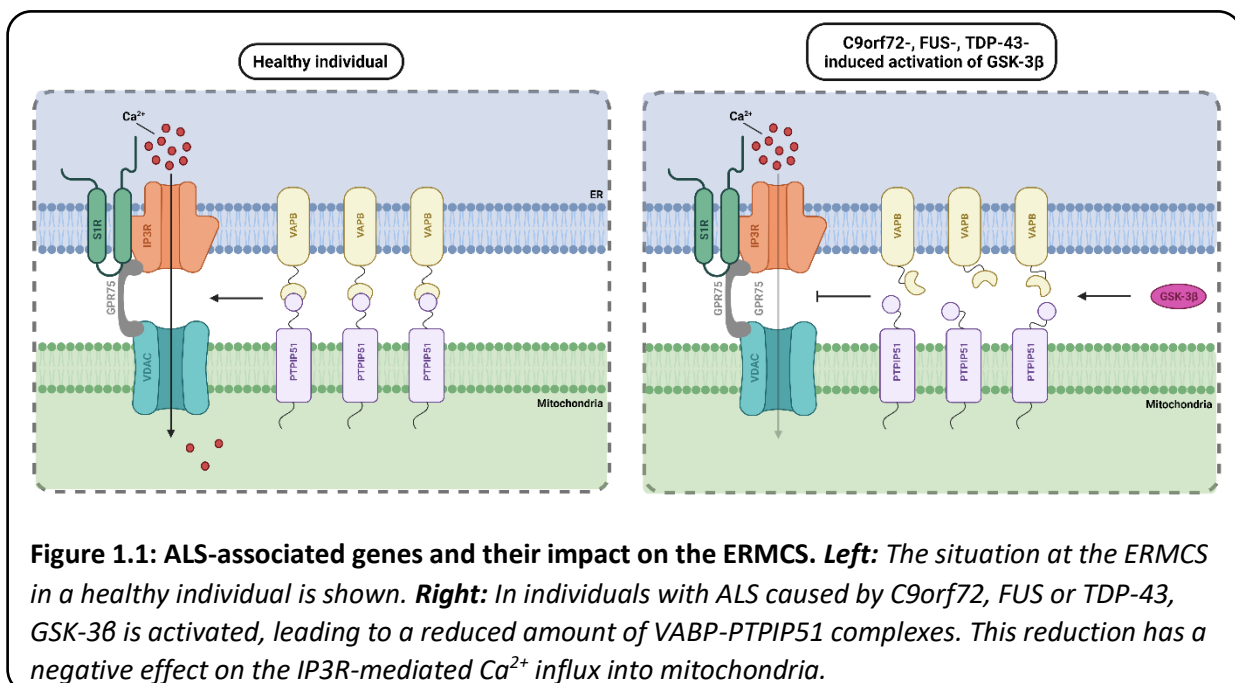 Healthy individual
C9orf72-, FUS-, TDP-43-
induced activation of GSK-3β
Ca²⁺
ER
S1R
IP3R
VAPB
VAPB
VAPB
GPR75
VDAC
PTPIP51
PTPIP51
PTPIP51
Mitochondria
Ca²⁺
ER
S1R
IP3R
VAPB
VAPB
VAPB
GPR75
GPR75
GSK-3β
VDAC
PTPIP51
PTPIP51
PTPIP51
Mitochondria
Figure 1.1: ALS-associated genes and their impact on the ERMCS. Left: The situation at the ERMCS
in a healthy individual is shown. Right: In individuals with ALS caused by C9orf72, FUS or TDP-43,
GSK-3β is activated, leading to a reduced amount of VABP-PTPIP51 complexes. This reduction has a
negative effect on the IP3R-mediated Ca²⁺ influx into mitochondria.